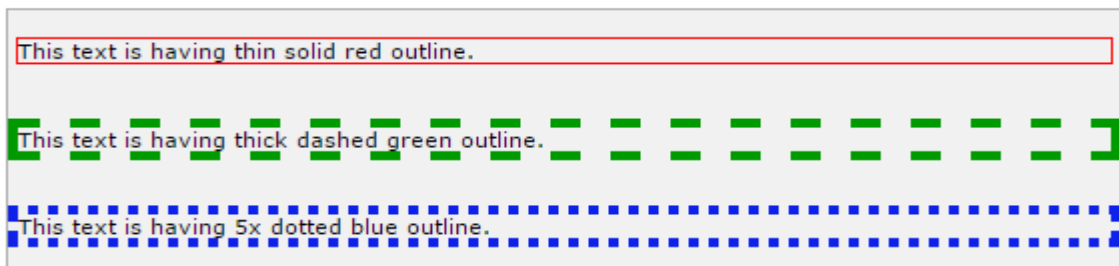 This text is having thin solid red outline.
This text is having thick dashed green outline.
This text is having 5x dotted blue outline.